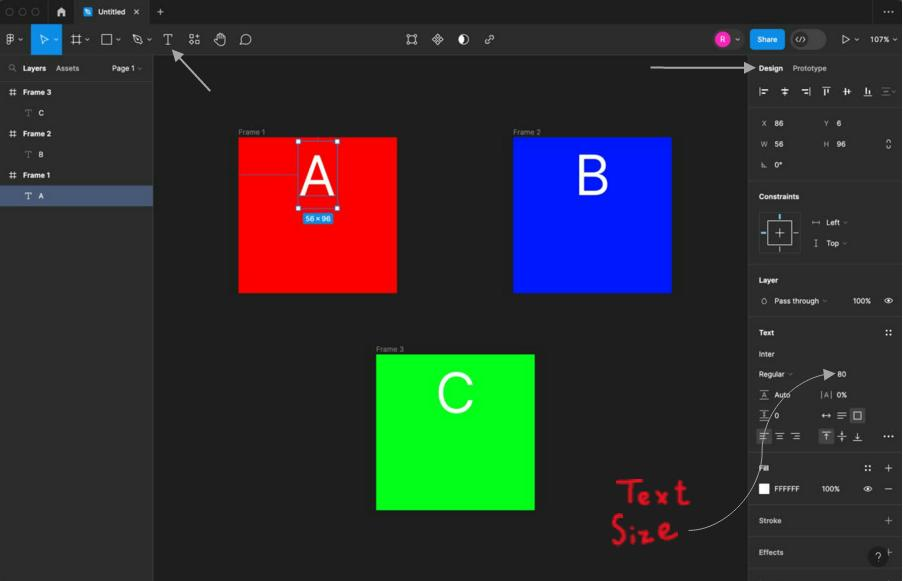 Untitled
R
Share
</>
107%
Layers
Assets
Page 1
Frame 3
C
Frame 2
B
Frame 1
A
Frame 1
A
56 × 96
Frame 2
B
Frame 3
C
Text
Size
Design
Prototype
X 86
Y 6
W 56
H 96
0°
Constraints
Left
Top
Layer
Pass through
100%
Text
Inter
Regular
80
Auto
|A| 0%
0
Fill
FFFFFF
100%
Stroke
Effects
?